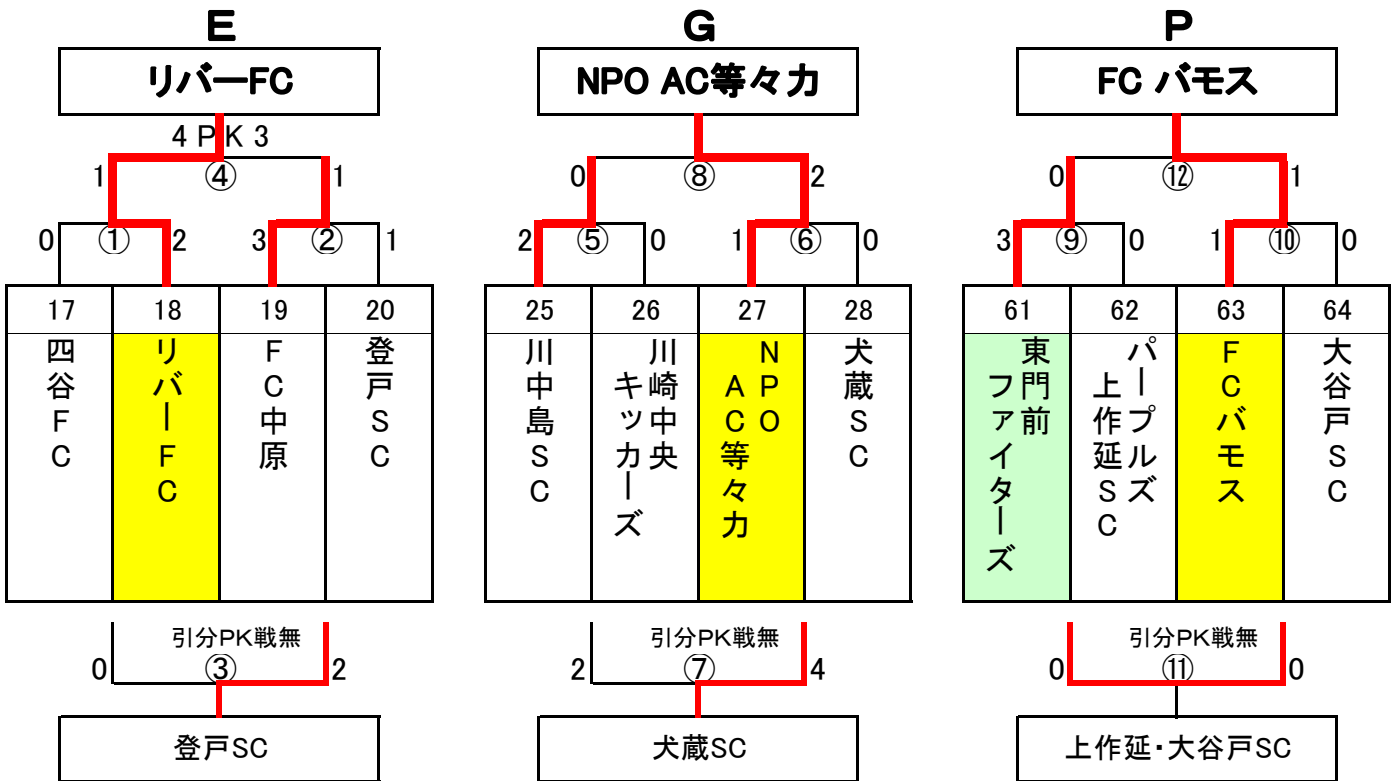 E
リバーFC
4 PK 3
1 ④ 1
0 ① 2 3 ② 1
17 18 19 20
四谷FC
リバーFC
FC中原
登戸SC
引分PK戦無
0 ③ 2
登戸SC
G
NPO AC等々力
0 ⑧ 2
2 ⑤ 0 1 ⑥ 0
25 26 27 28
川中島SC
川崎中央
キッカーズ
NPO
AC等々力
犬蔵SC
引分PK戦無
2 ⑦ 4
犬蔵SC
P
FC バモス
0 ⑫ 1
3 ⑨ 0 1 ⑩ 0
61 62 63 64
東門前
ファイターズ
パープルズ
上作延SC
FCバモス
大谷戸SC
引分PK戦無
0 ⑪ 0
上作延・大谷戸SC